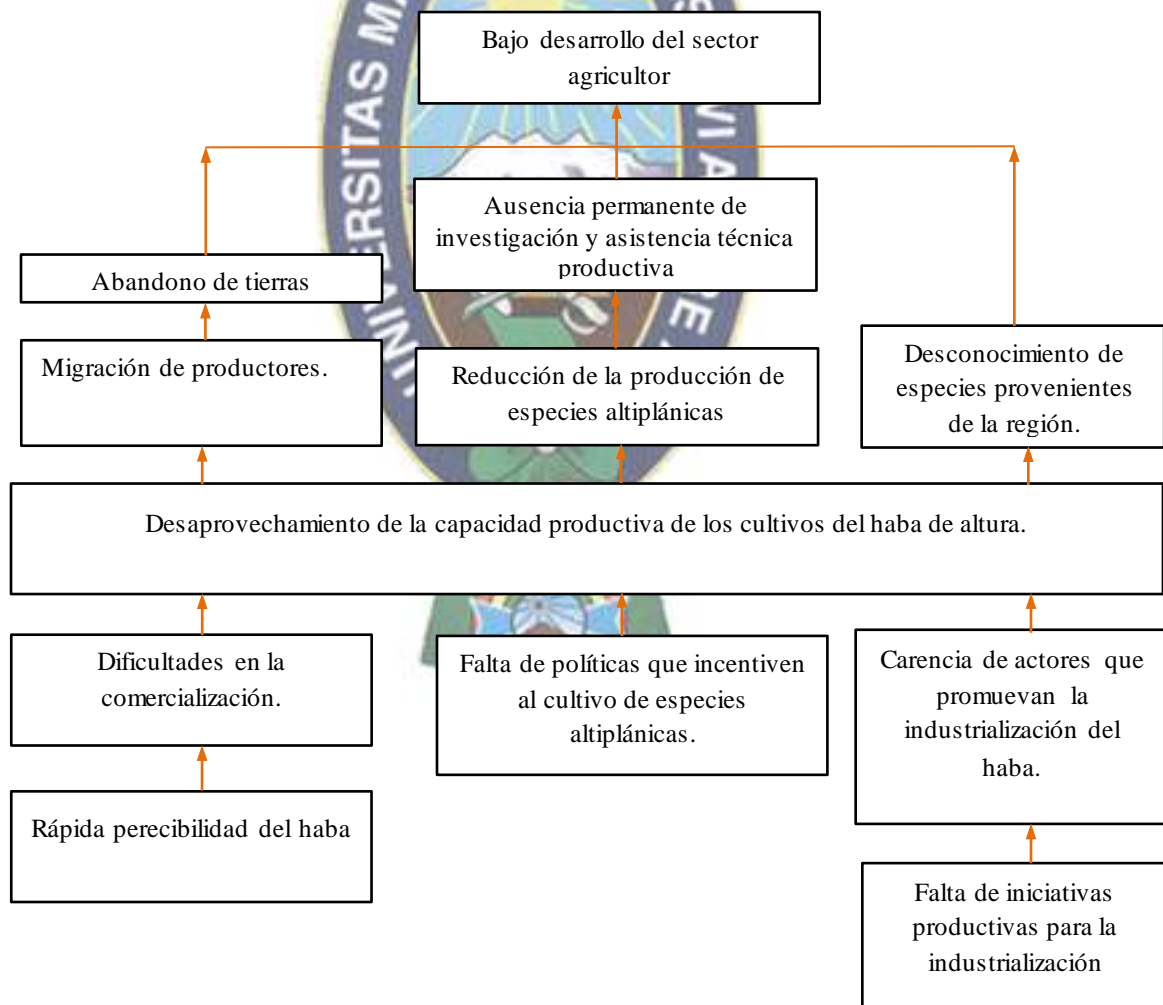 Bajo desarrollo del sector
agricultor
Ausencia permanente de
investigación y asistencia técnica
productiva
Abandono de tierras
Migración de productores.
Reducción de la producción de
especies altiplánicas
Desconocimiento de
especies provenientes
de la región.
Desaprovechamiento de la capacidad productiva de los cultivos del haba de altura.
Dificultades en la
comercialización.
Falta de políticas que incentiven
al cultivo de especies
altiplánicas.
Carencia de actores que
promuevan la
industrialización del
haba.
Rápida perecibilidad del haba
Falta de iniciativas
productivas para la
industrialización